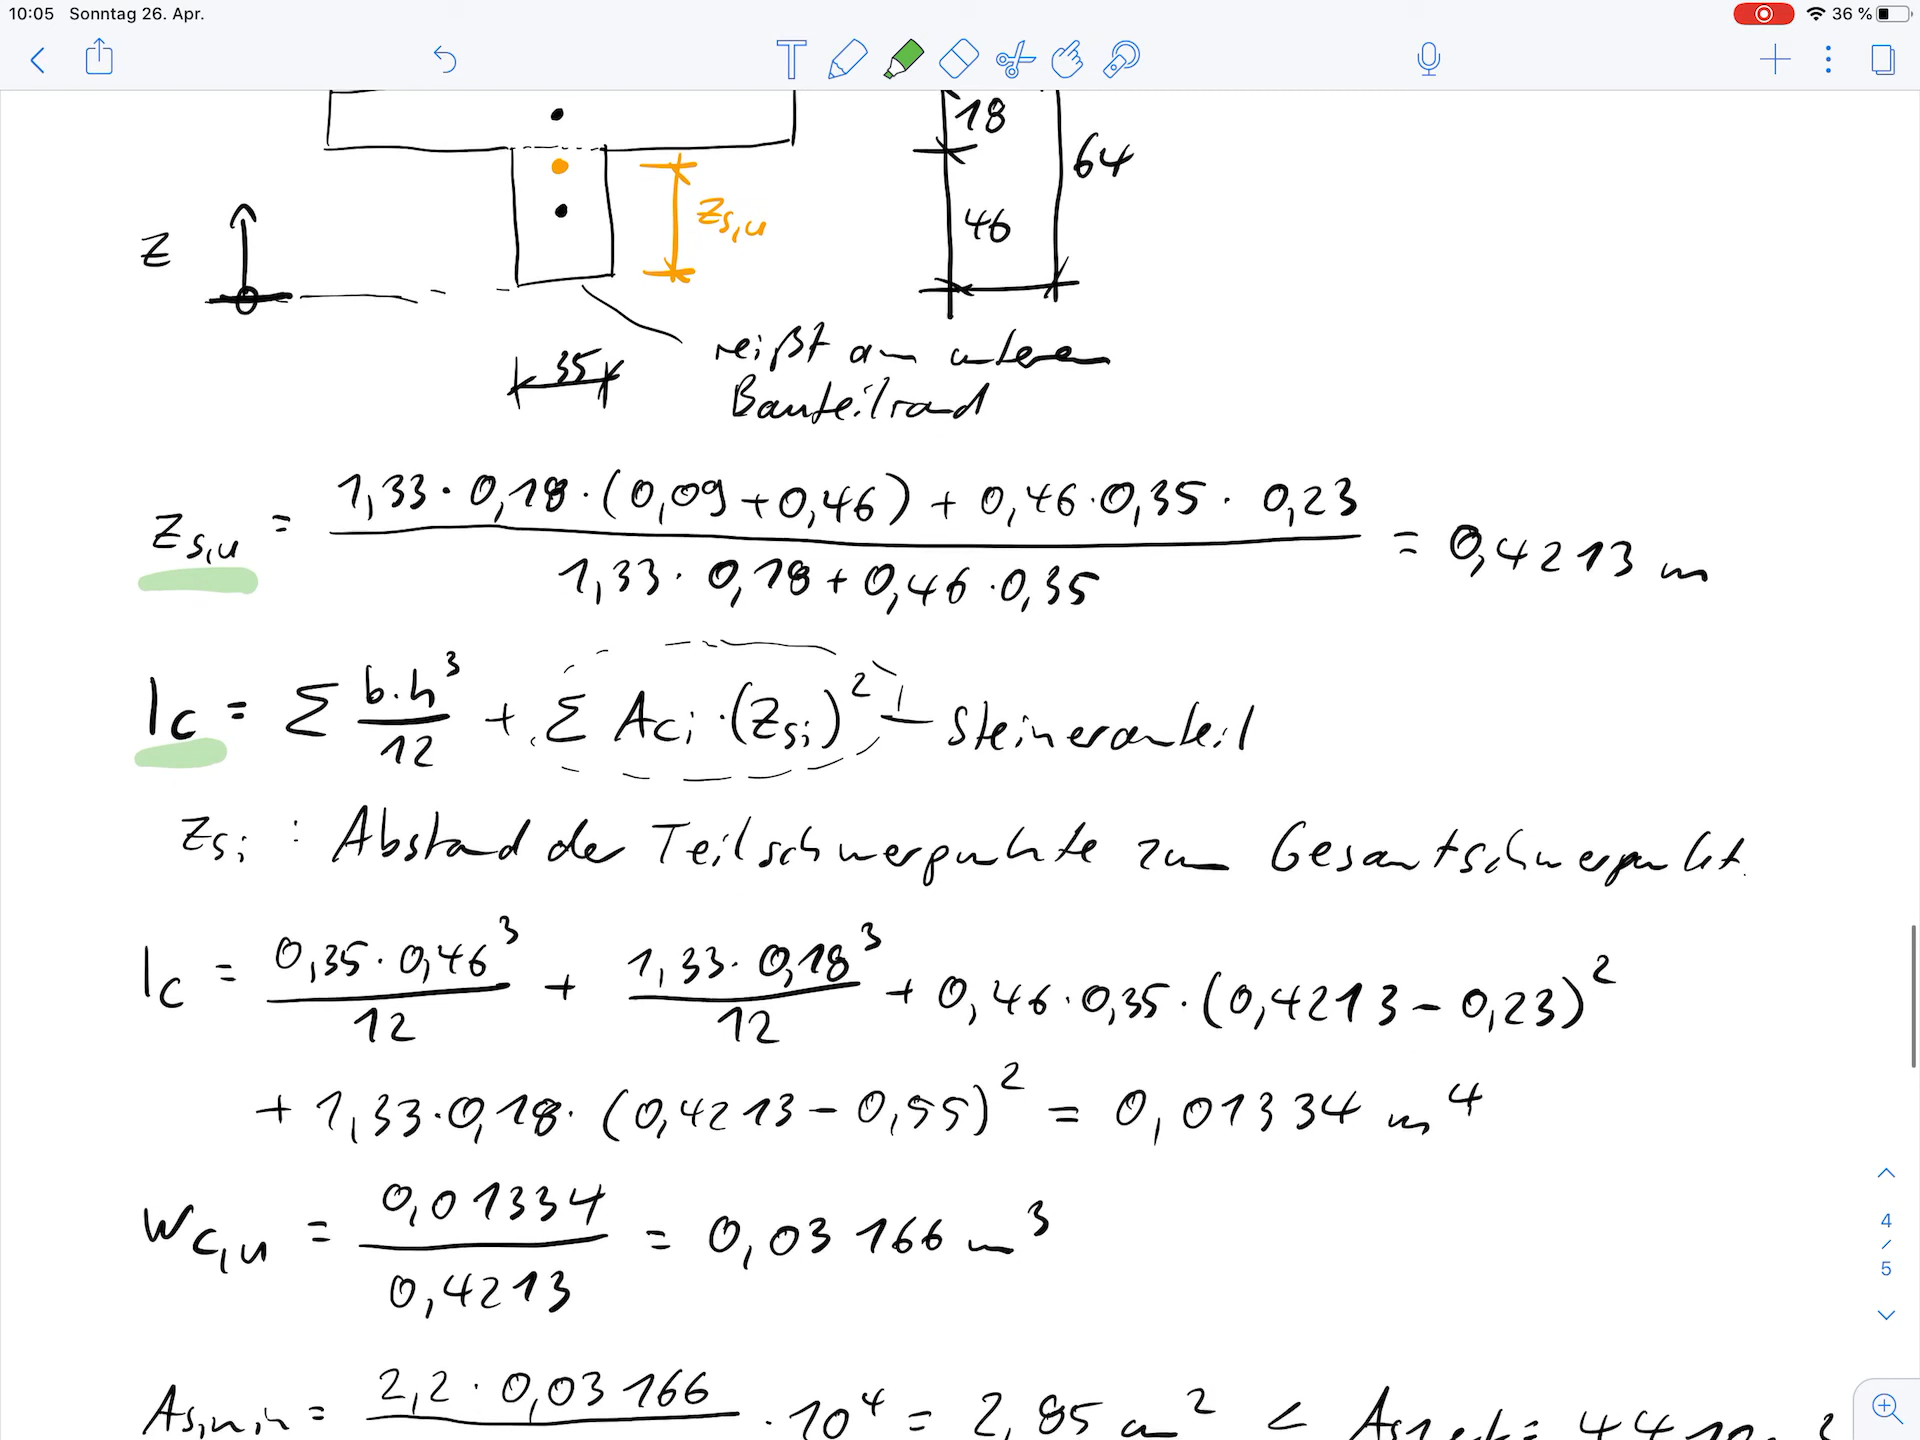 10:05 Sonntag 26. Apr.
36 %
T
18
64
z_s,u
46
z
35
reißt am unteren
Bauteilrand
z_s,u = (1,33 · 0,18 · (0,09 + 0,46) + 0,46 · 0,35 · 0,23) / (1,33 · 0,18 + 0,46 · 0,35) = 0,4213 m
I_c = Σ b·h³/12 + Σ A_ci · (z_si)² Steineranteil
z_si : Abstand der Teilschwerpunkte zum Gesamtschwerpunkt.
I_c = 0,35 · 0,46³/12 + 1,33 · 0,18³/12 + 0,46 · 0,35 · (0,4213 - 0,23)²
+ 1,33 · 0,18 · (0,4213 - 0,55)² = 0,01334 m⁴
W_c,u = 0,01334/0,4213 = 0,03166 m³
4
/
5
A_s,min = 2,2 · 0,03166 · 10⁴ = 2,85 cm² <